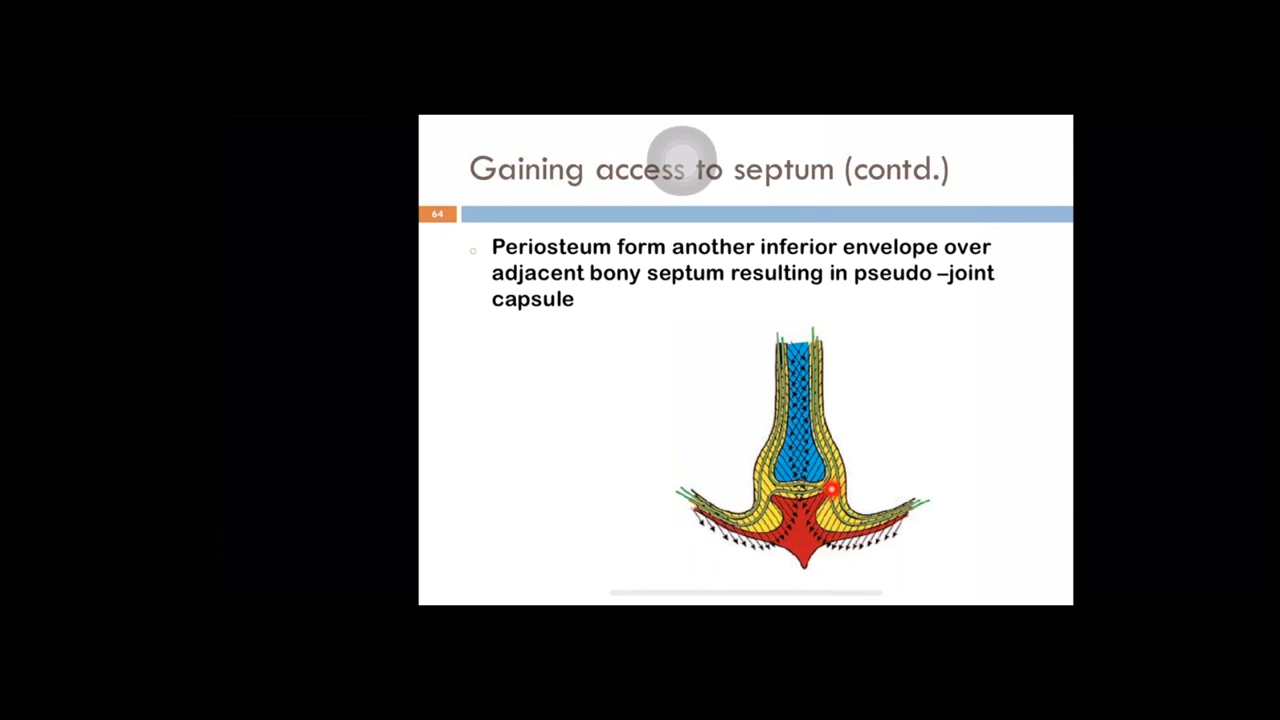 Gaining access to septum (contd.)
64
Periosteum form another inferior envelope over
adjacent bony septum resulting in pseudo –joint
capsule